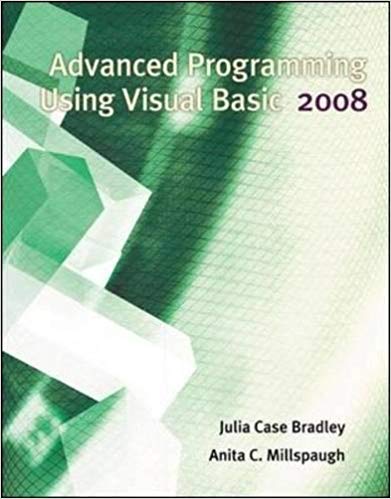 Advanced Programming
Using Visual Basic 2008
Julia Case Bradley
Anita C. Millspaugh